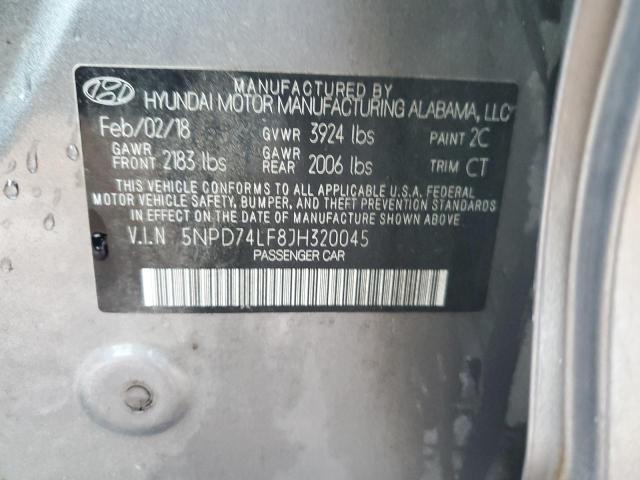 MANUFACTURED BY
HYUNDAI MOTOR MANUFACTURING ALABAMA, LLC
Feb/02/18 GVWR 3924 lbs PAINT 2C
GAWR FRONT 2183 lbs GAWR REAR 2006 lbs TRIM CT
THIS VEHICLE CONFORMS TO ALL APPLICABLE U.S.A. FEDERAL
MOTOR VEHICLE SAFETY, BUMPER, AND THEFT PREVENTION STANDARDS
IN EFFECT ON THE DATE OF MANUFACTURE SHOWN ABOVE.
V.I.N 5NPD74LF8JH320045
PASSENGER CAR